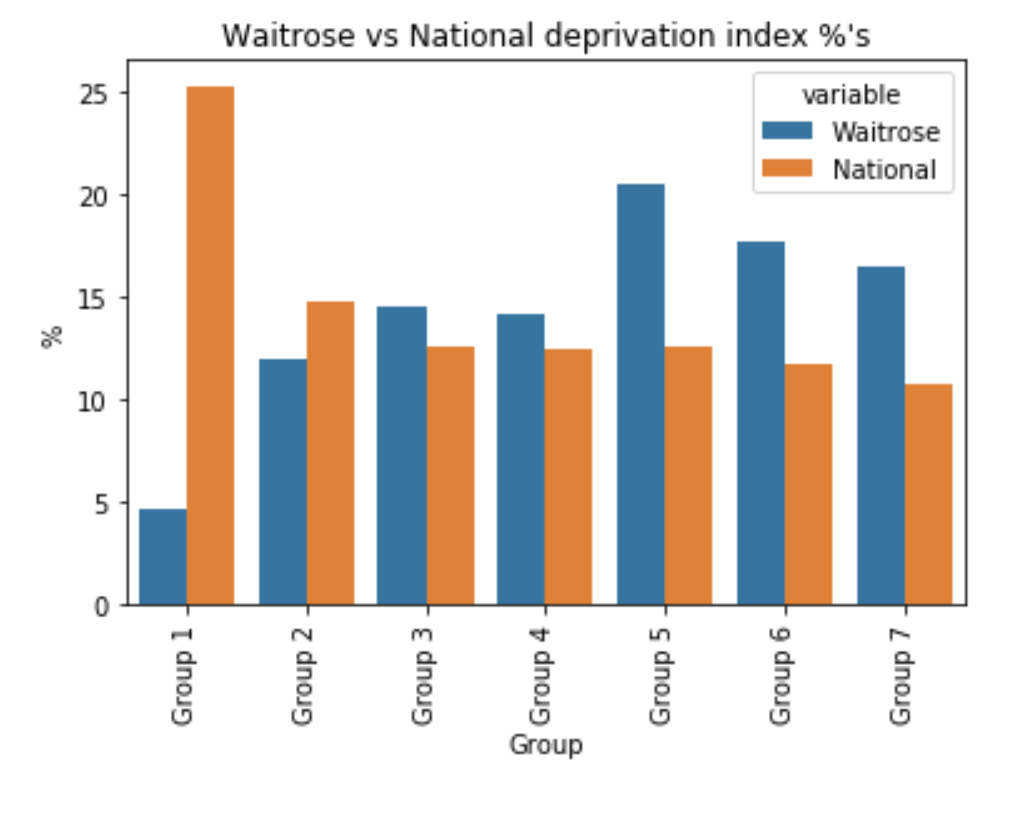 Waitrose vs National deprivation index %'s
variable
Waitrose
National
25
20
15
10
5
0
%
Group 1
Group 2
Group 3
Group 4
Group 5
Group 6
Group 7
Group